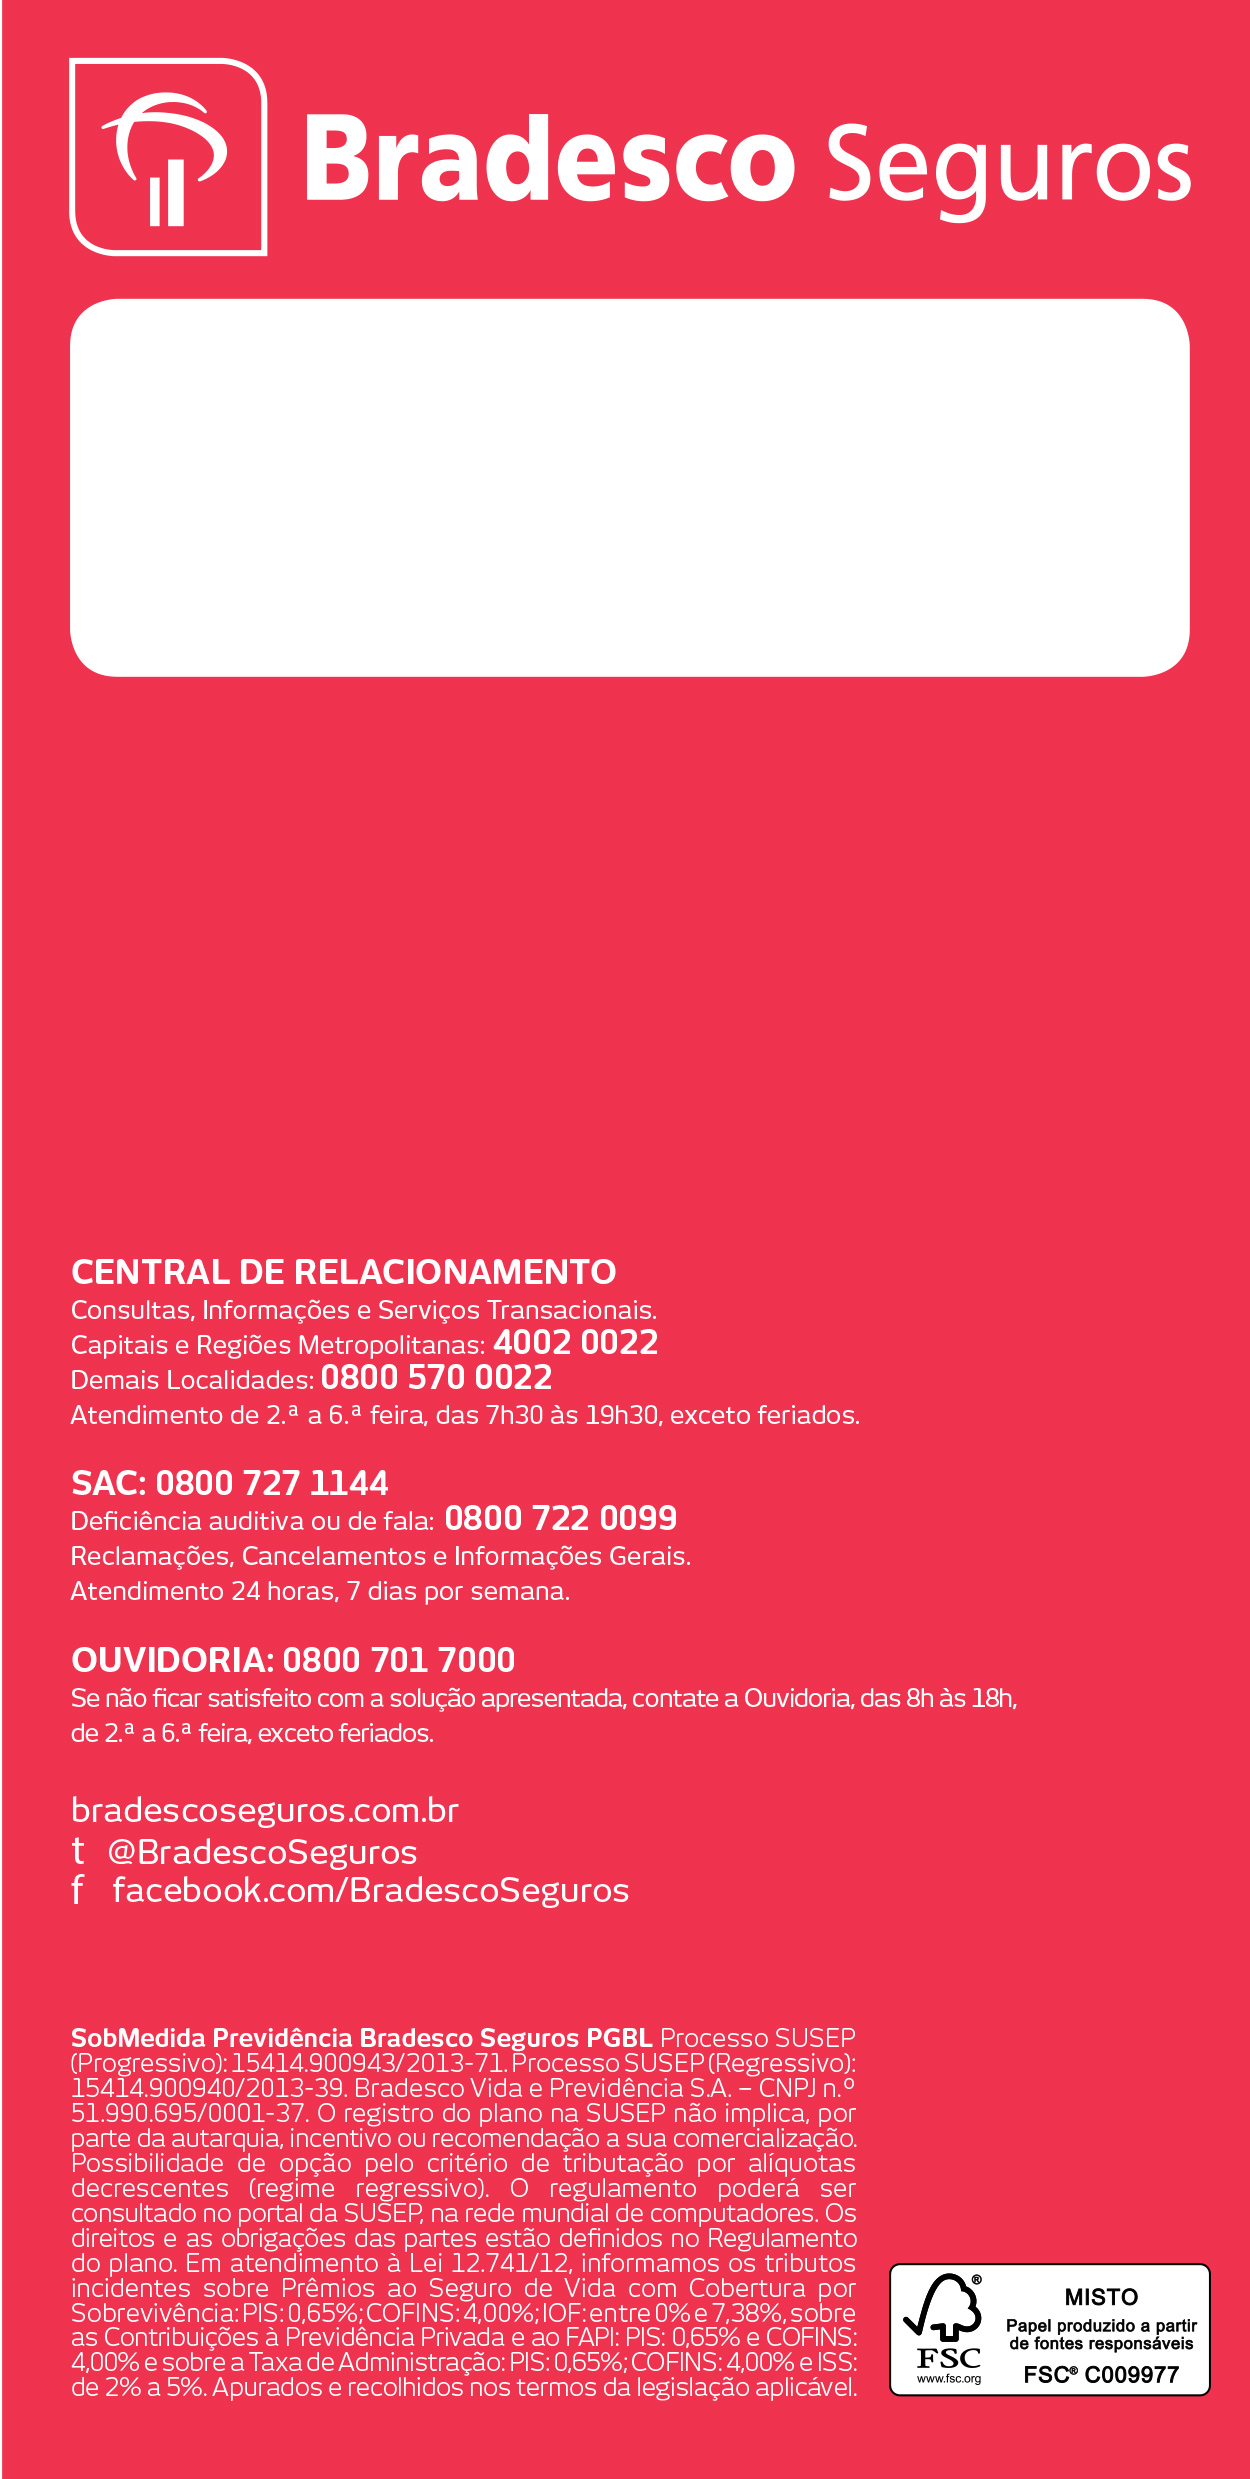 Bradesco Seguros
CENTRAL DE RELACIONAMENTO
Consultas, Informações e Serviços Transacionais.
Capitais e Regiões Metropolitanas: 4002 0022
Demais Localidades: 0800 570 0022
Atendimento de 2.ª a 6.ª feira, das 7h30 às 19h30, exceto feriados.
SAC: 0800 727 1144
Deficiência auditiva ou de fala: 0800 722 0099
Reclamações, Cancelamentos e Informações Gerais.
Atendimento 24 horas, 7 dias por semana.
OUVIDORIA: 0800 701 7000
Se não ficar satisfeito com a solução apresentada, contate a Ouvidoria, das 8h às 18h,
de 2.ª a 6.ª feira, exceto feriados.
bradescoseguros.com.br
t @BradescoSeguros
f facebook.com/BradescoSeguros
SobMedida Previdência Bradesco Seguros PGBL Processo SUSEP
(Progressivo): 15414.900943/2013-71. Processo SUSEP (Regressivo):
15414.900940/2013-39. Bradesco Vida e Previdência S.A. – CNPJ n.º
51.990.695/0001-37. O registro do plano na SUSEP não implica, por
parte da autarquia, incentivo ou recomendação a sua comercialização.
Possibilidade de opção pelo critério de tributação por alíquotas
decrescentes (regime regressivo). O regulamento poderá ser
consultado no portal da SUSEP, na rede mundial de computadores. Os
direitos e as obrigações das partes estão definidos no Regulamento
do plano. Em atendimento à Lei 12.741/12, informamos os tributos
incidentes sobre Prêmios ao Seguro de Vida com Cobertura por
Sobrevivência: PIS: 0,65%; COFINS: 4,00%; IOF: entre 0% e 7,38%, sobre
as Contribuições à Previdência Privada e ao FAPI: PIS: 0,65% e COFINS:
4,00% e sobre a Taxa de Administração: PIS: 0,65%; COFINS: 4,00% e ISS:
de 2% a 5%. Apurados e recolhidos nos termos da legislação aplicável.
®
FSC
www.fsc.org
MISTO
Papel produzido a partir
de fontes responsáveis
FSC® C009977